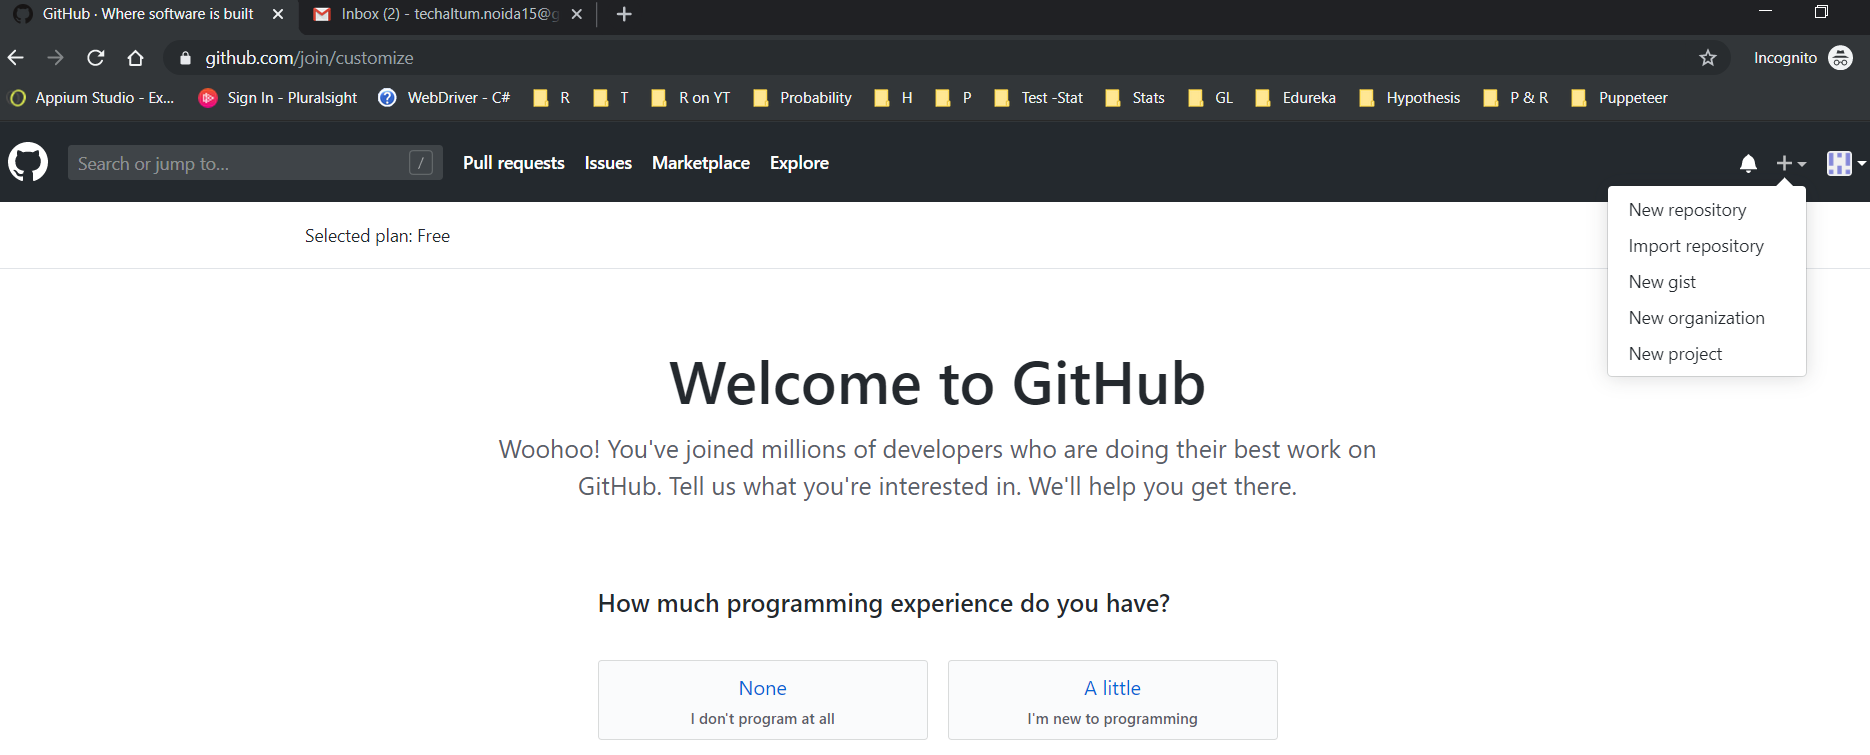 GitHub · Where software is built
Inbox (2) - techaltum.noida15@g
github.com/join/customize
Incognito
Appium Studio - Ex... Sign In - Pluralsight WebDriver - C# R T R on YT Probability H P Test -Stat Stats GL Edureka Hypothesis P & R Puppeteer
Search or jump to... / Pull requests Issues Marketplace Explore
New repository
Import repository
New gist
New organization
New project
Selected plan: Free
Welcome to GitHub
Woohoo! You've joined millions of developers who are doing their best work on
GitHub. Tell us what you're interested in. We'll help you get there.
How much programming experience do you have?
None
I don't program at all
A little
I'm new to programming